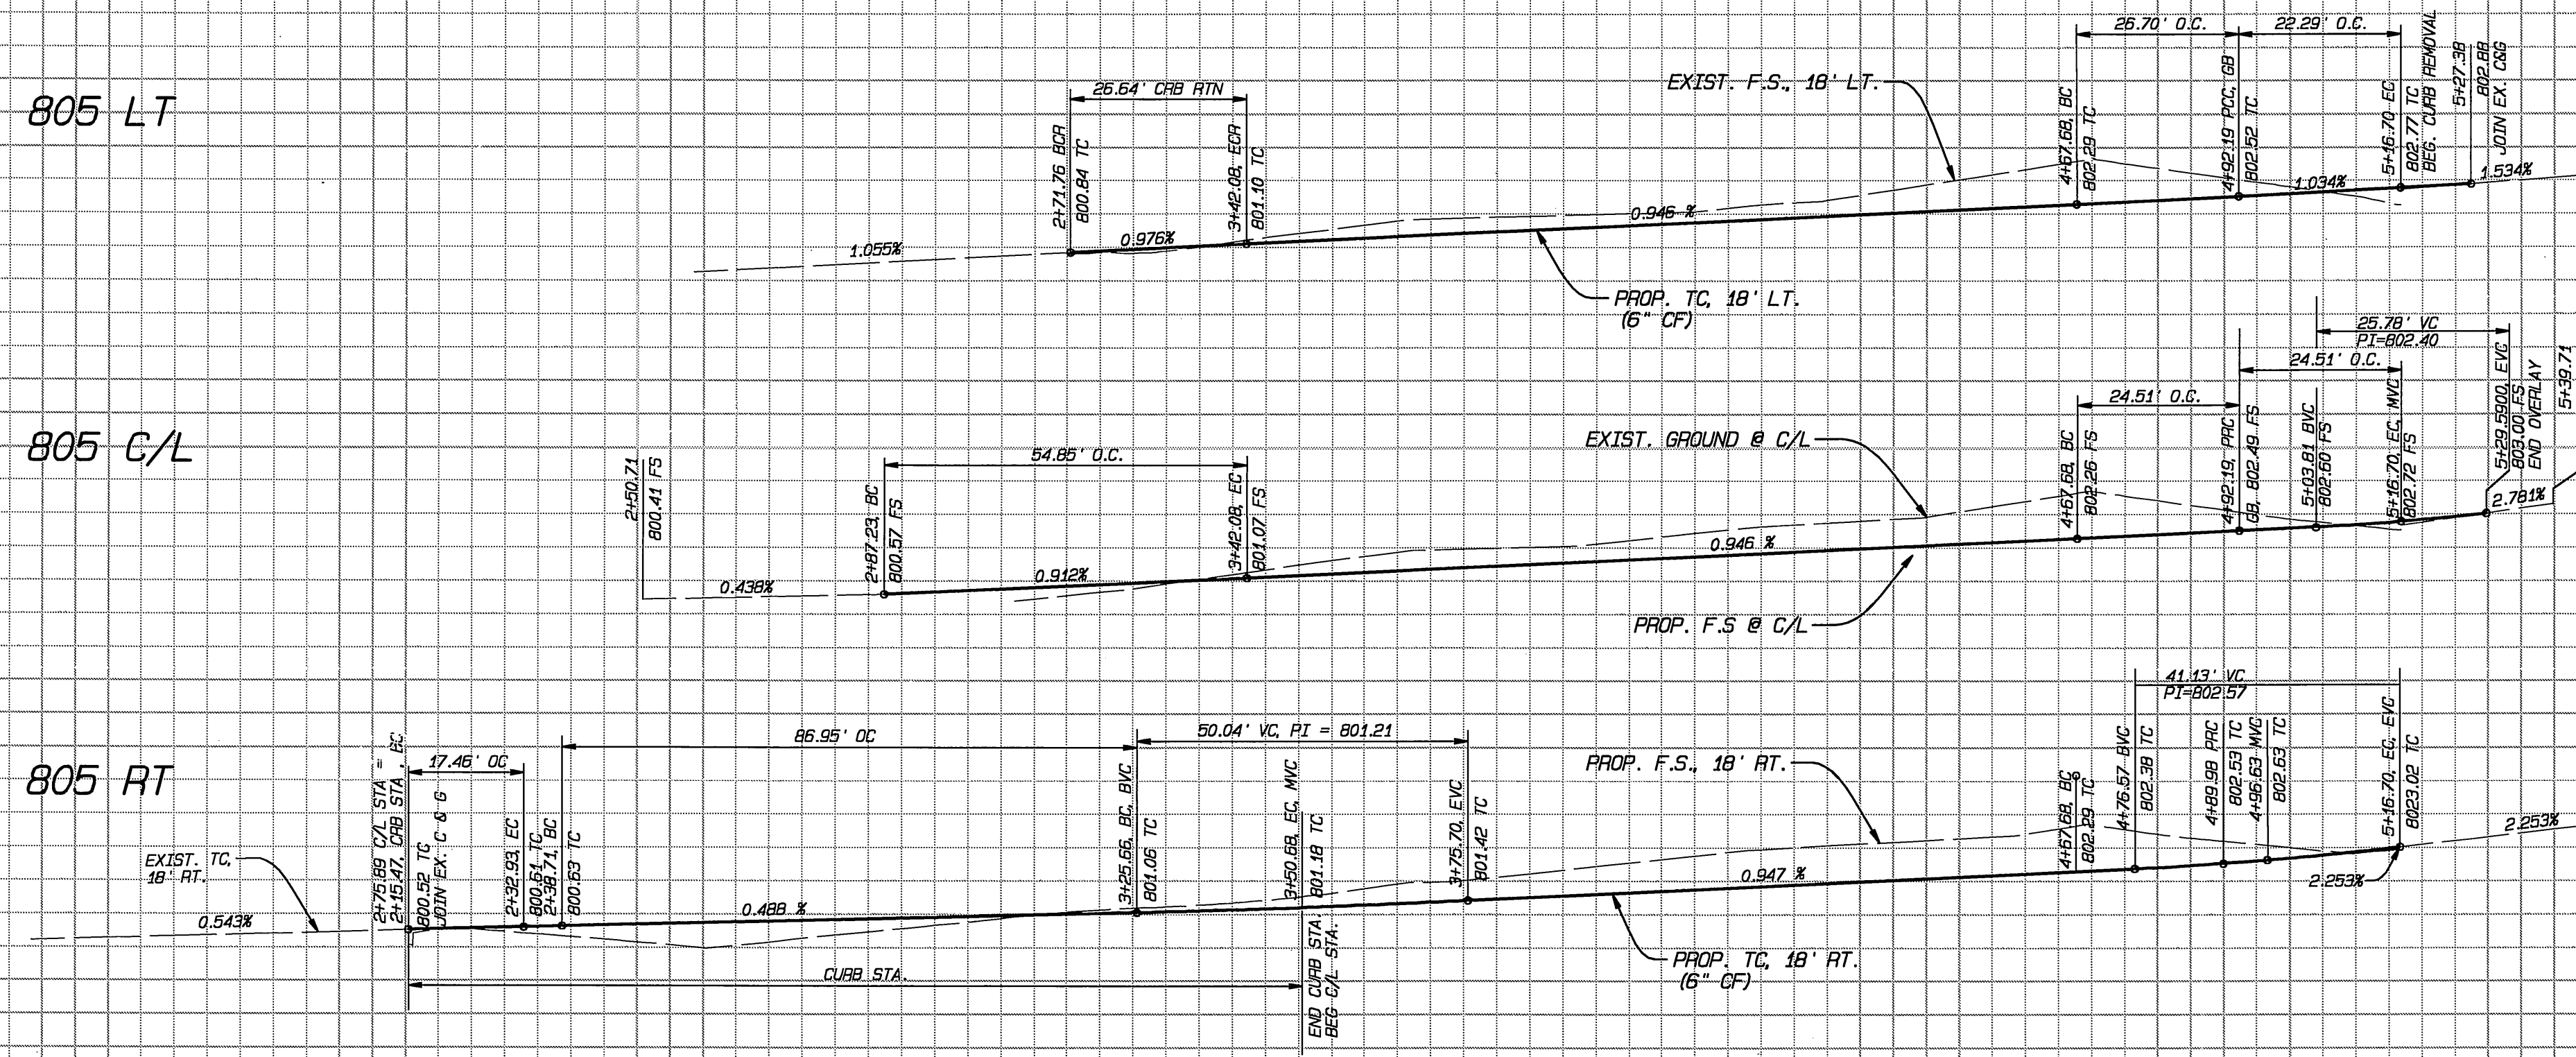 805 LT
26.64' CRB RTN
2+71.76 BCR
800.84 TC
3+42.08, ECR
801.10 TC
1.055%
0.976%
0.946 %
EXIST. F.S., 18' LT.
PROP. TC, 18' LT.
(6" CF)
26.70' O.C.
22.29' O.C.
4+67.68, BC
802.29 TC
4+92.19 PCC, GB
802.52 TC
1.034%
5+16.70 EC
802.77 TC
BEG. CURB REMOVAL
5+27.38
802.88
JOIN EX. C&G
1.534%
805 C/L
2+50.71
800.41 FS
0.438%
54.85' O.C.
2+87.23, BC
800.57 FS
0.912%
3+42.08, EC
801.07 FS
EXIST. GROUND @ C/L
0.946 %
PROP. F.S @ C/L
24.51' O.C.
4+67.68, BC
802.26 FS
4+92.19, PRC
GB, 802.49 FS
25.78' VC
PI=802.40
24.51' O.C.
5+03.81 BVC
802.60 FS
5+16.70, EC, MVC
802.72 FS
5+29.5900, EVC
803.00 FS
END OVERLAY
2.781%
5+39.71
805 RT
EXIST. TC,
18' RT.
0.543%
2+75.89 C/L STA =
2+15.47, CRB STA , BC
800.52 TC
JOIN EX. C & G
17.46' OC
2+32.93, EC
800.61 TC
2+38.71, BC
800.63 TC
86.95' OC
0.488 %
3+25.66, BC, BVC
801.06 TC
50.04' VC, PI = 801.21
3+50.68, EC, MVC
801.18 TC
3+75.70, EVC
801.42 TC
CURB STA.
END CURB STA.
BEG C/L STA.
PROP. F.S., 18' RT.
0.947 %
PROP. TC, 18' RT.
(6" CF)
4+67.68, BC
802.29 TC
41.13' VC
PI=802.57
4+76.57 BVC
802.38 TC
4+89.98 PRC
802.53 TC
4+96.63 MVC
802.63 TC
5+16.70, EC, EVC
8023.02 TC
2.253%
2.253%